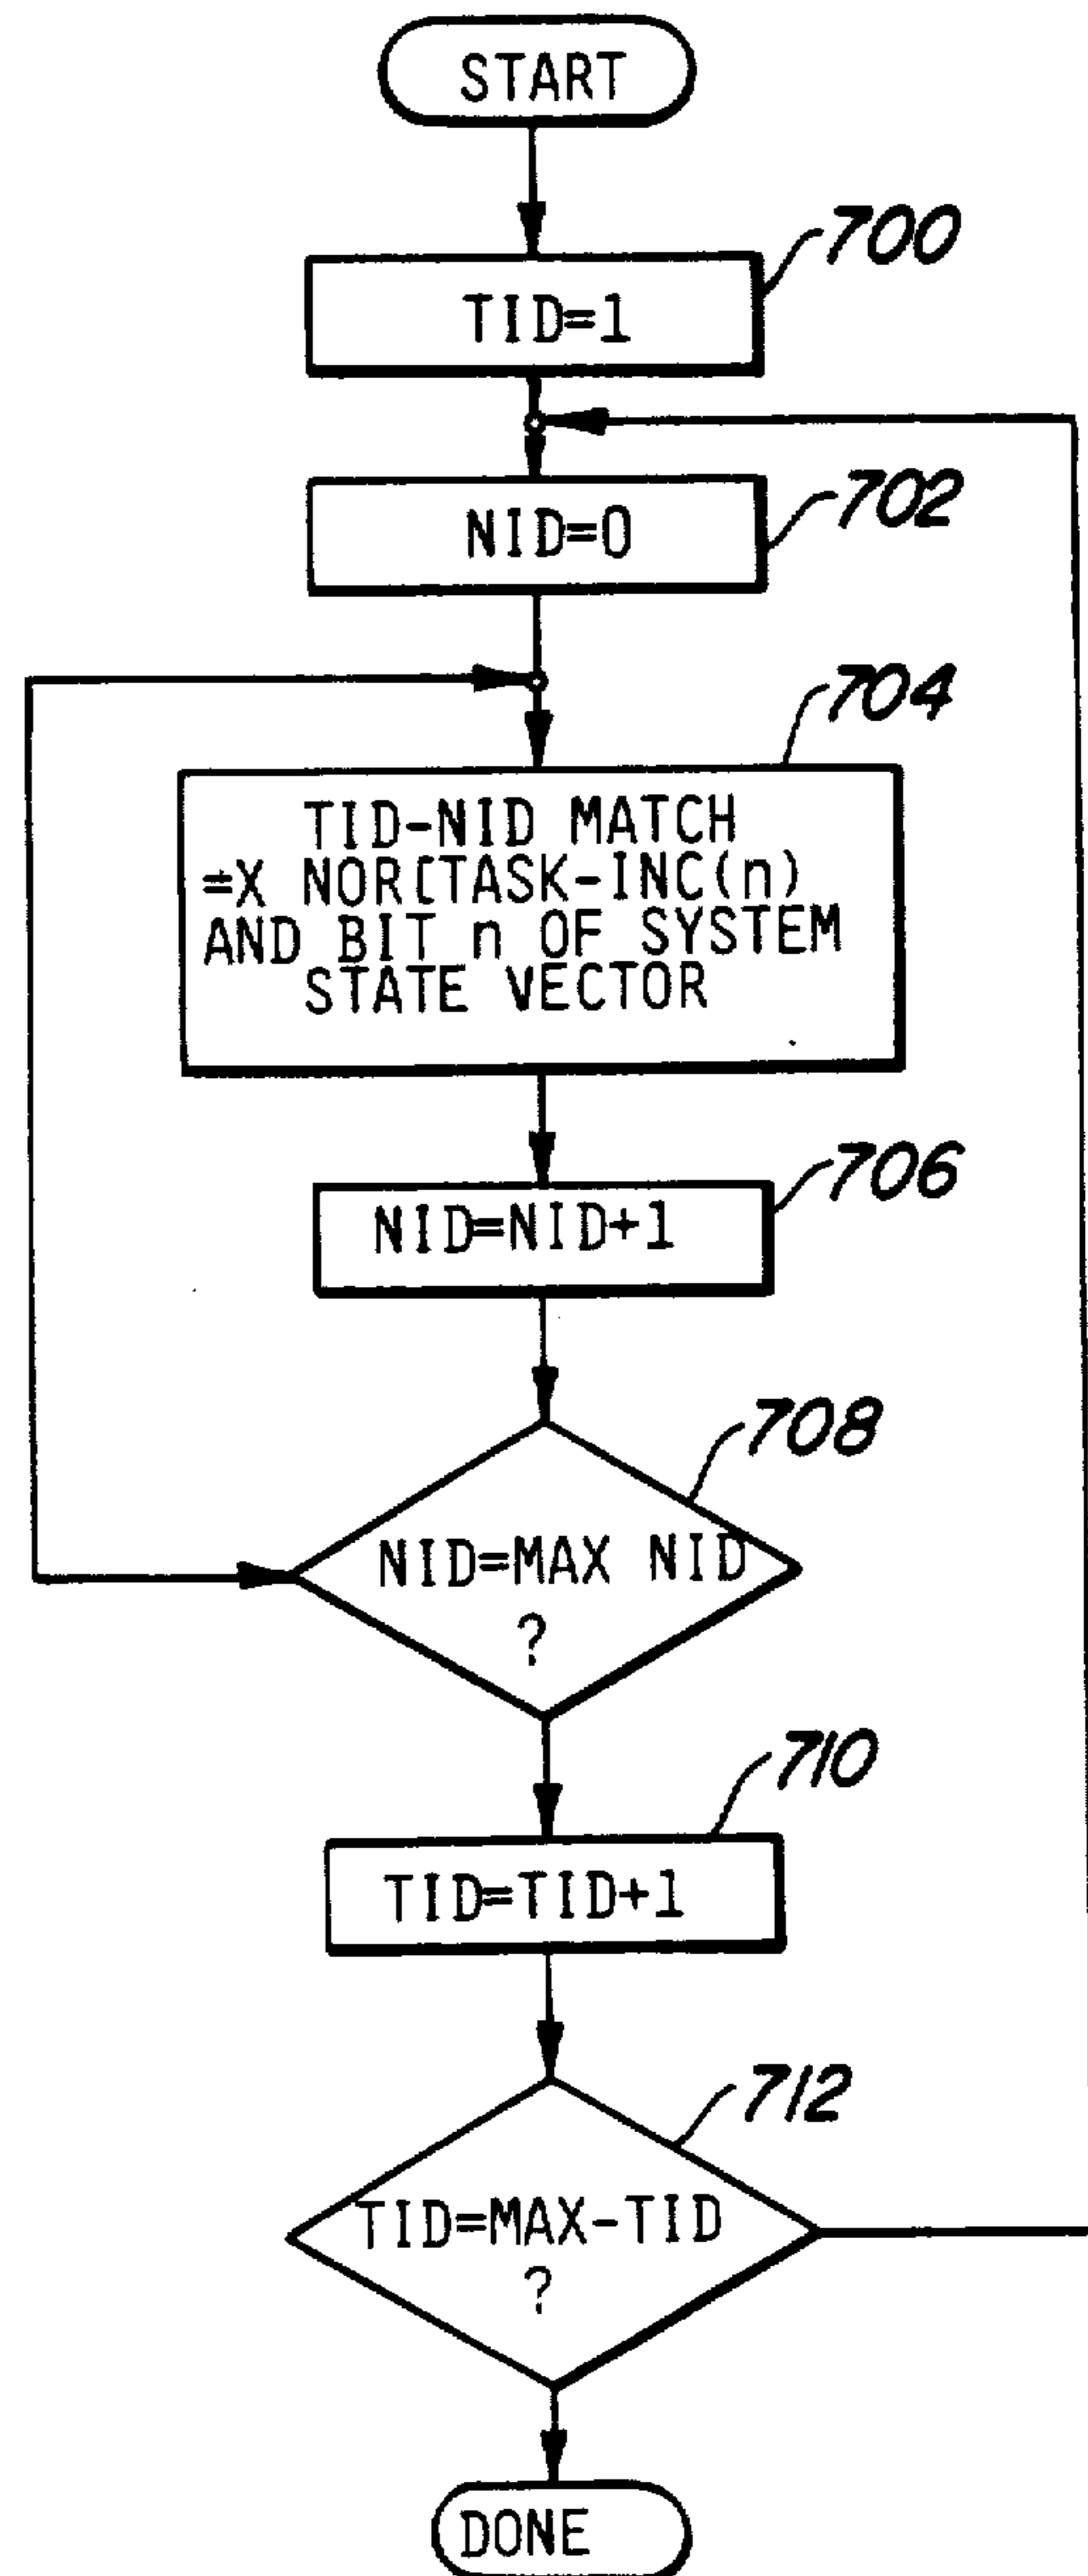 START
700
TID=1
702
NID=0
704
TID-NID MATCH
=X NOR[TASK-INC(n)
AND BIT n OF SYSTEM
STATE VECTOR
706
NID=NID+1
708
NID=MAX NID
?
710
TID=TID+1
712
TID=MAX-TID
?
DONE